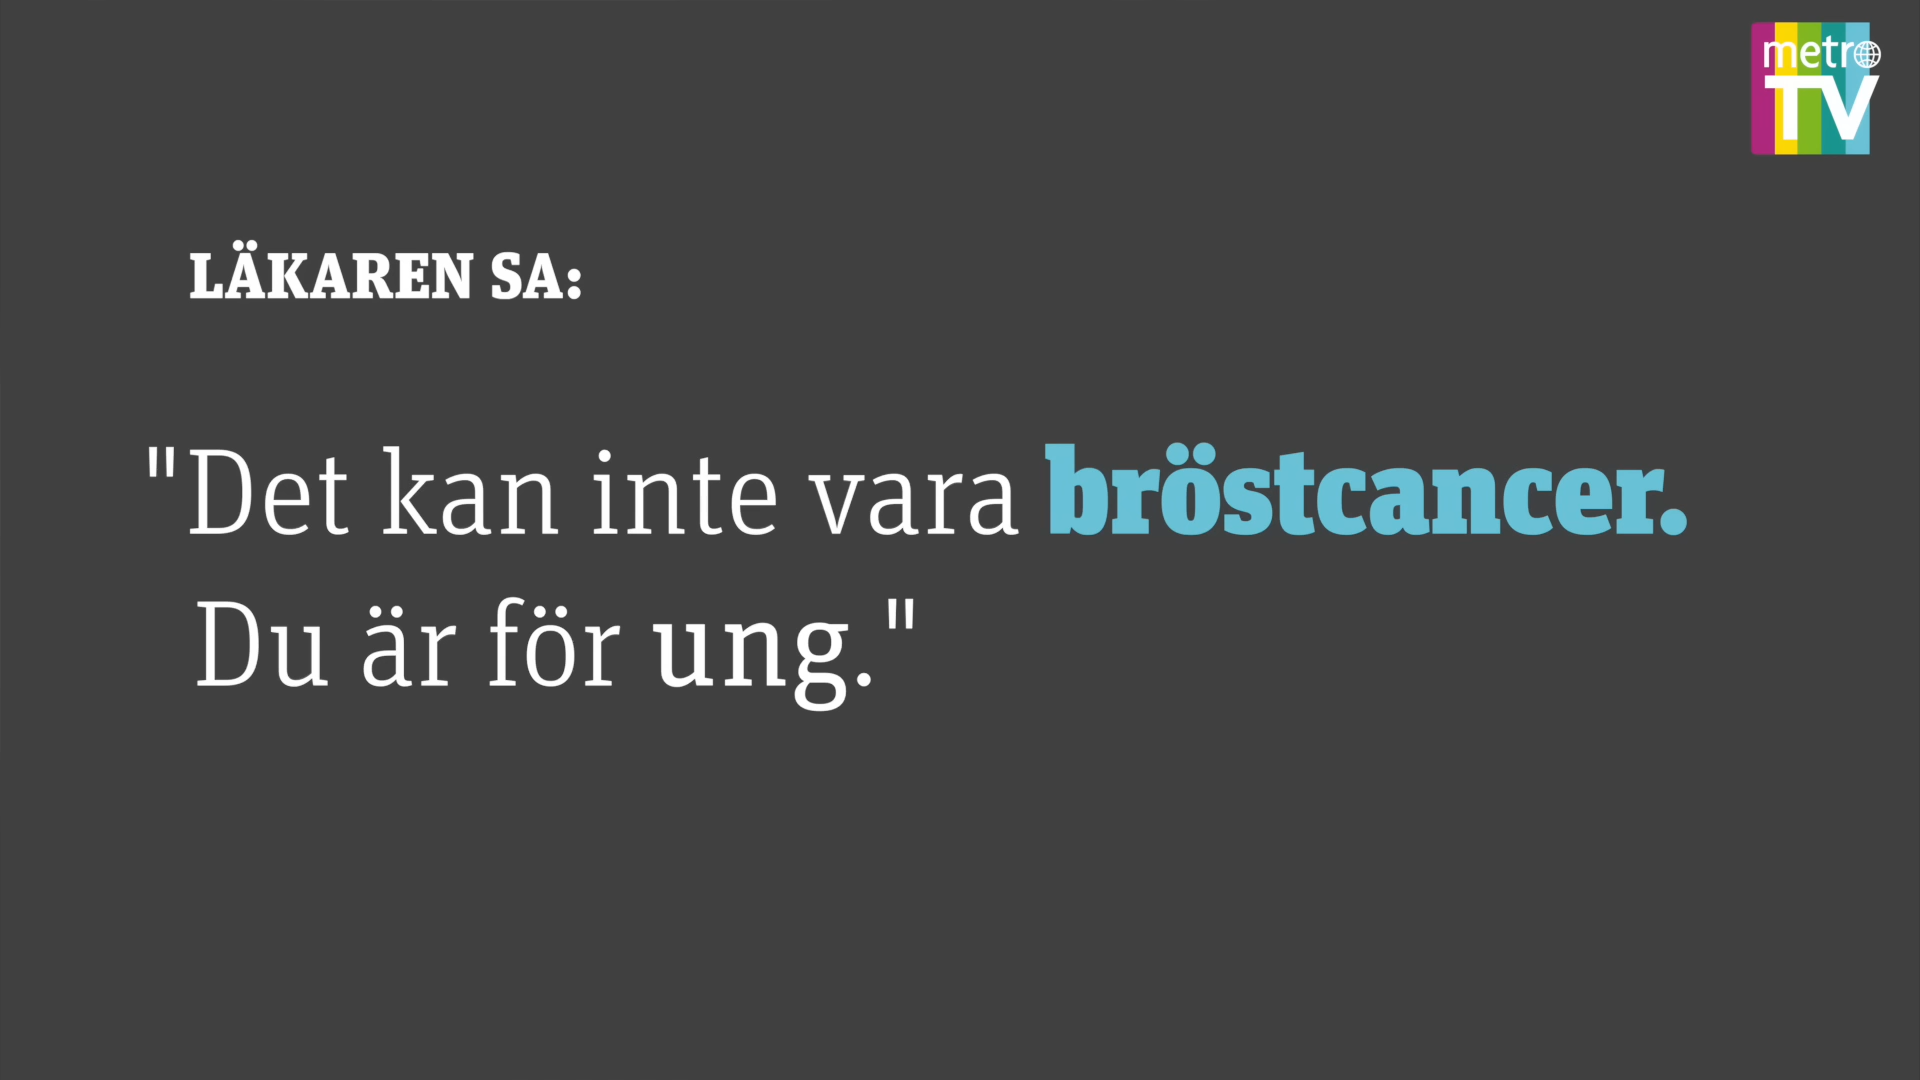 metro
TV
LÄKAREN SA:
"Det kan inte vara bröstcancer.
Du är för ung."